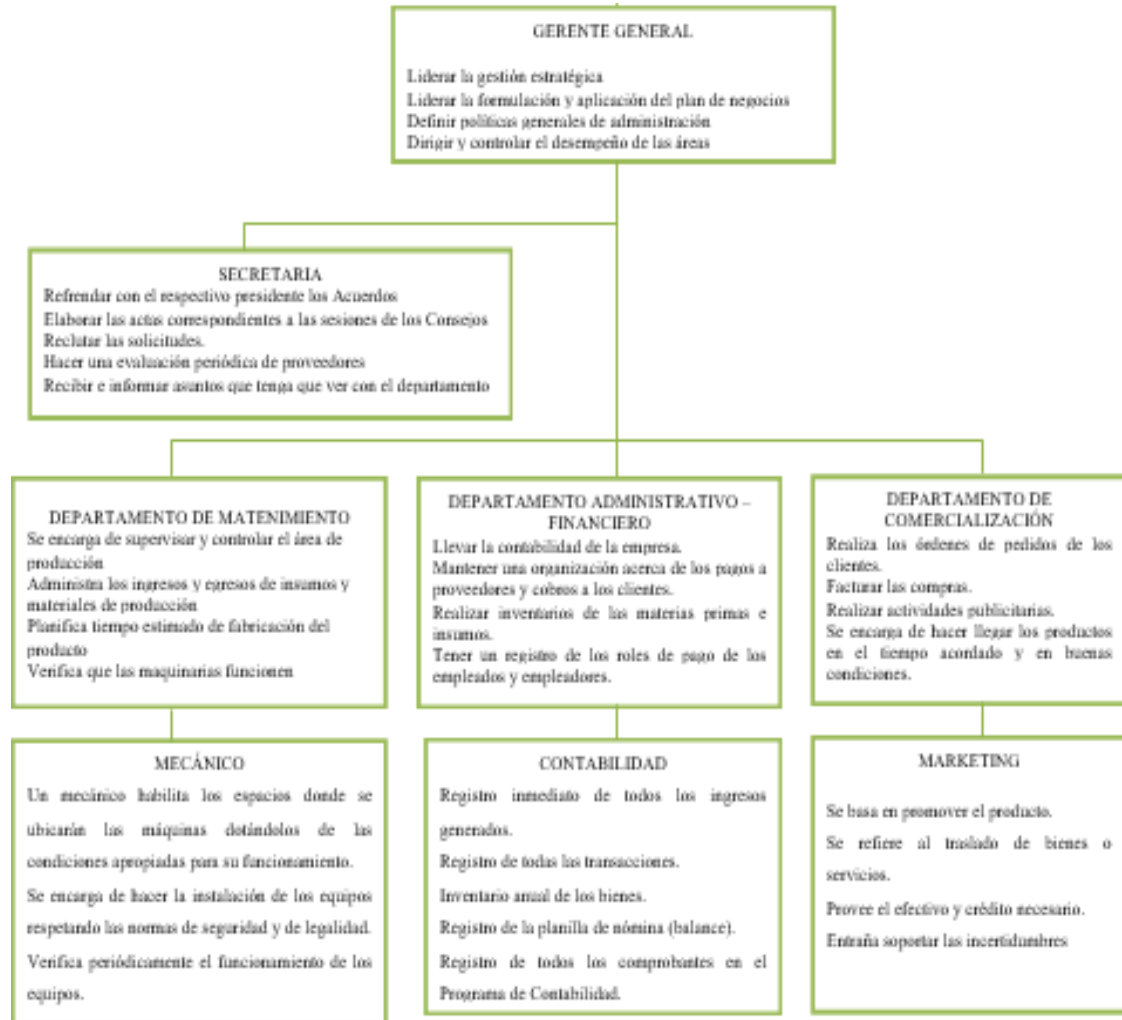 GERENTE GENERAL
Liderar la gestión estratégica
Liderar la formulación y aplicación del plan de negocios
Definir políticas generales de administración
Dirigir y controlar el desempeño de las áreas
SECRETARIA
Refrendar con el respectivo presidente los Acuerdos
Elaborar las actas correspondientes a las sesiones de los Consejos
Reclutar las solicitudes.
Hacer una evaluación periódica de proveedores
Recibir e informar asuntos que tenga que ver con el departamento
DEPARTAMENTO DE MATENIMIENTO
Se encarga de supervisar y controlar el área de
producción
Administra los ingresos y egresos de insumos y
materiales de producción
Planifica tiempo estimado de fabricación del
producto
Verifica que las maquinarias funcionen
DEPARTAMENTO ADMINISTRATIVO –
FINANCIERO
Llevar la contabilidad de la empresa.
Mantener una organización acerca de los pagos a
proveedores y cobros a los clientes.
Realizar inventarios de las materias primas e
insumos.
Tener un registro de los roles de pago de los
empleados y empleadores.
DEPARTAMENTO DE
COMERCIALIZACIÓN
Realiza los órdenes de pedidos de los
clientes.
Facturar las compras.
Realizar actividades publicitarias.
Se encarga de hacer llegar los productos
en el tiempo acordado y en buenas
condiciones.
MECÁNICO
Un mecánico habilita los espacios donde se
ubicarán las máquinas dotándolos de las
condiciones apropiadas para su funcionamiento.
Se encarga de hacer la instalación de los equipos
respetando las normas de seguridad y de legalidad.
Verifica periódicamente el funcionamiento de los
equipos.
CONTABILIDAD
Registro inmediato de todos los ingresos
generados.
Registro de todas las transacciones.
Inventario anual de los bienes.
Registro de la planilla de nómina (balance).
Registro de todos los comprobantes en el
Programa de Contabilidad.
MARKETING
Se basa en promover el producto.
Se refiere al traslado de bienes o
servicios.
Provee el efectivo y crédito necesario.
Entraña soportar las incertidumbres